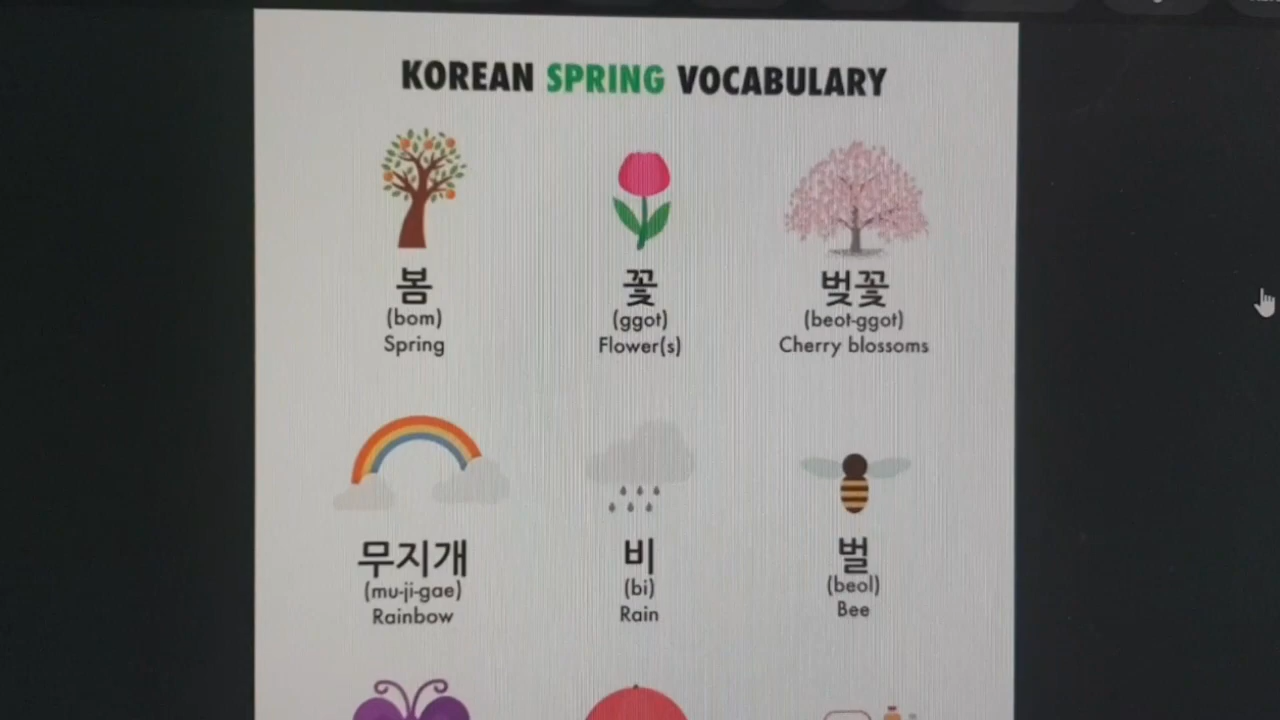 KOREAN SPRING VOCABULARY
봄
(bom)
Spring
꽃
(ggot)
Flower(s)
벚꽃
(beot-ggot)
Cherry blossoms
무지개
(mu-ji-gae)
Rainbow
비
(bi)
Rain
벌
(beol)
Bee